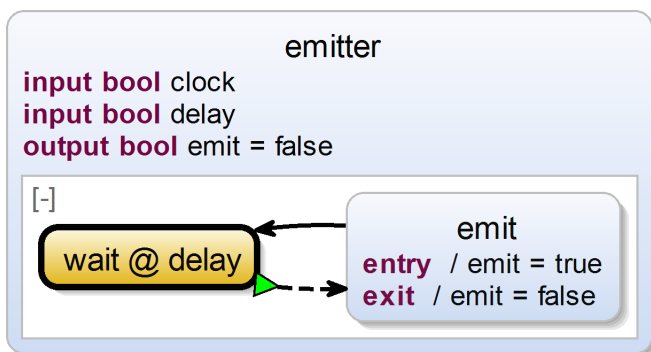 emitter
input bool clock
input bool delay
output bool emit = false
[-]
wait @ delay
emit
entry / emit = true
exit / emit = false